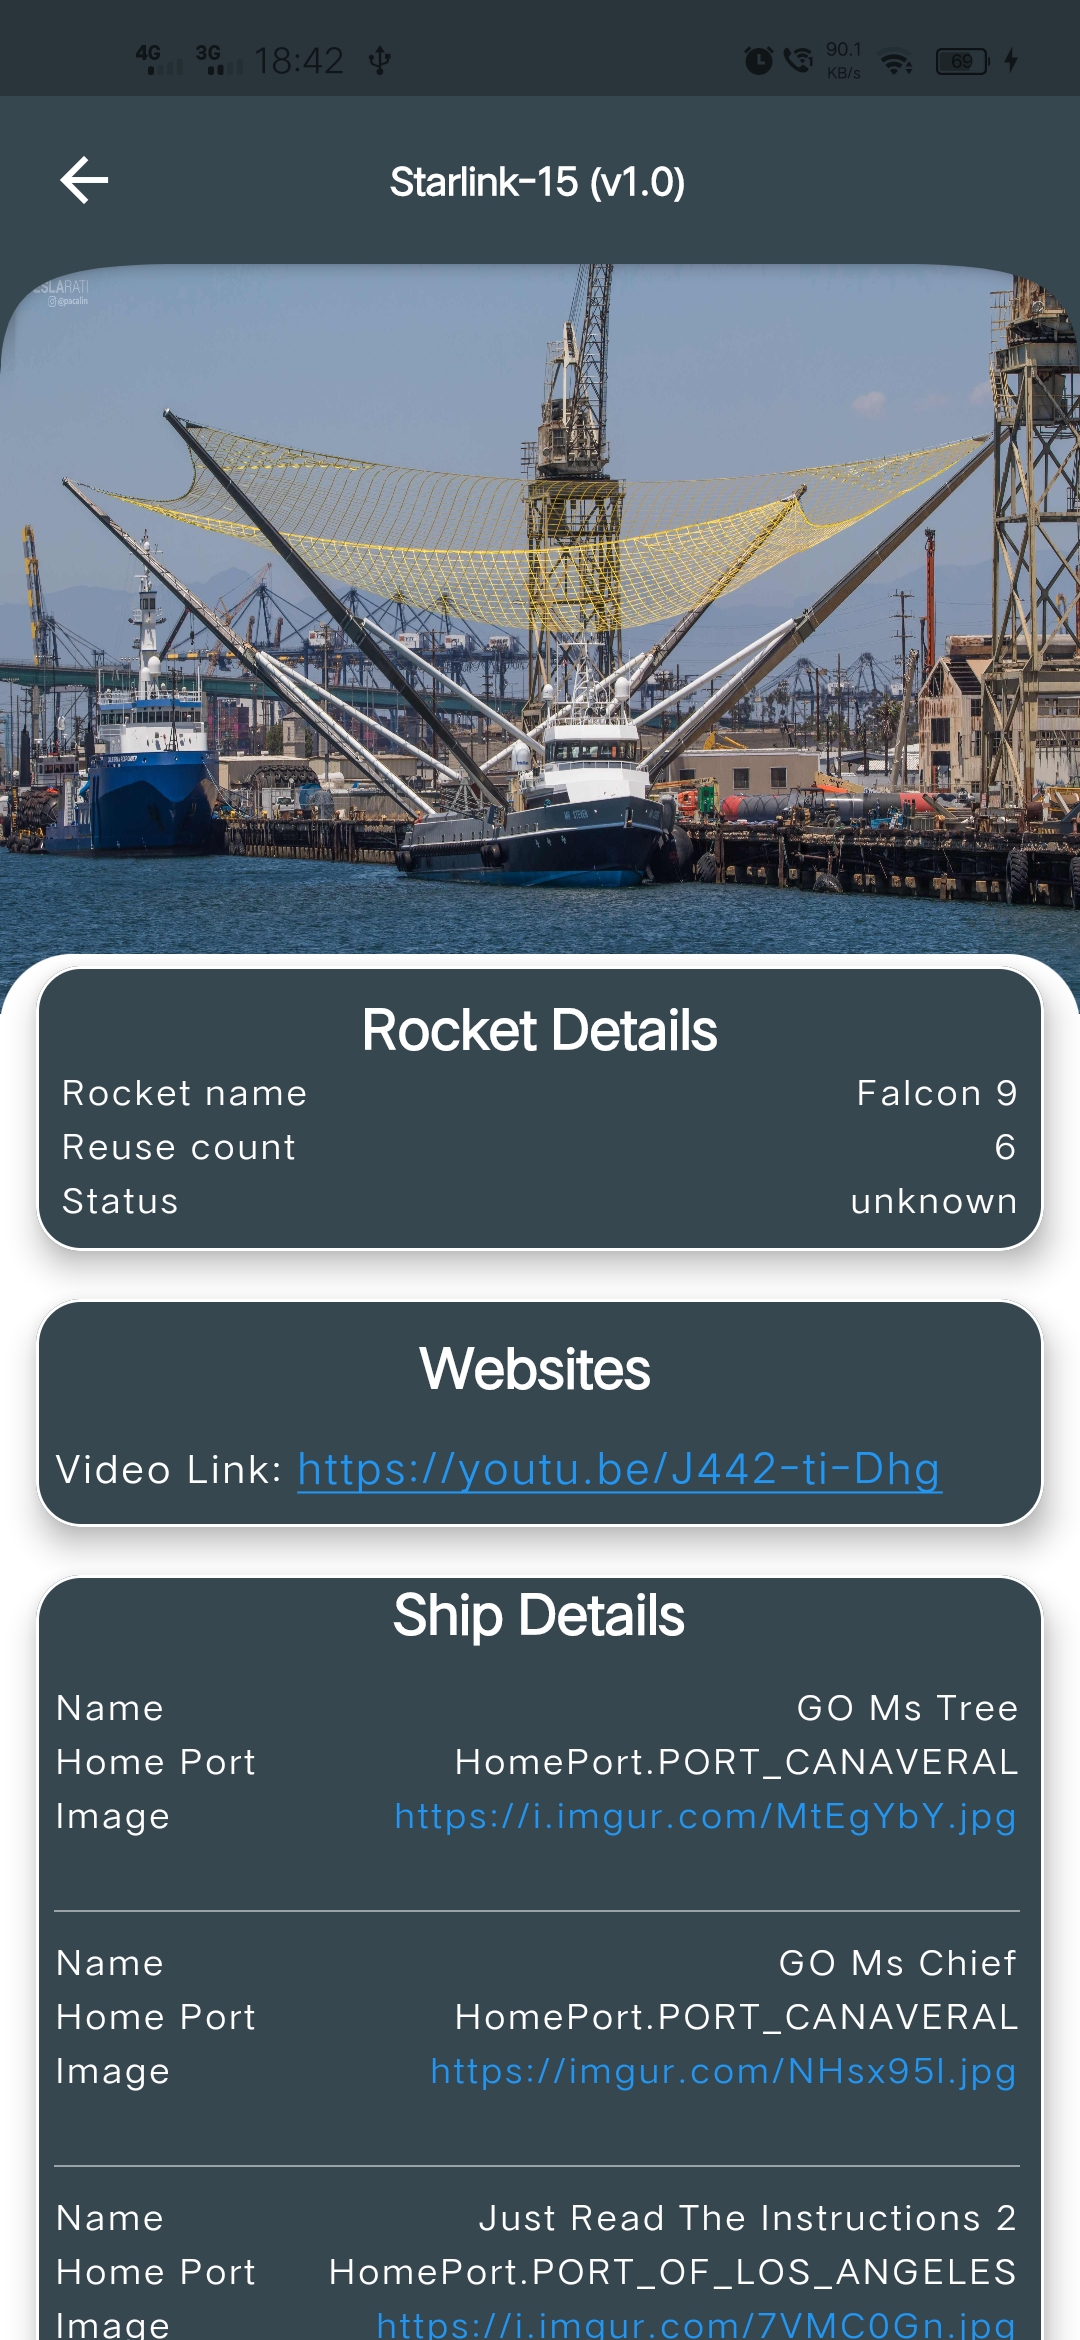 4G 3G 18:42 90.1 KB/s 69
Starlink-15 (v1.0)
ESLARATI
@pocalin
MR STEVEN
Rocket Details
Rocket name Falcon 9
Reuse count 6
Status unknown
Websites
Video Link: https://youtu.be/J442-ti-Dhg
Ship Details
Name GO Ms Tree
Home Port HomePort.PORT_CANAVERAL
Image https://i.imgur.com/MtEgYbY.jpg
Name GO Ms Chief
Home Port HomePort.PORT_CANAVERAL
Image https://imgur.com/NHsx95l.jpg
Name Just Read The Instructions 2
Home Port HomePort.PORT_OF_LOS_ANGELES
Image https://i.imgur.com/7VMC0Gn.jpg